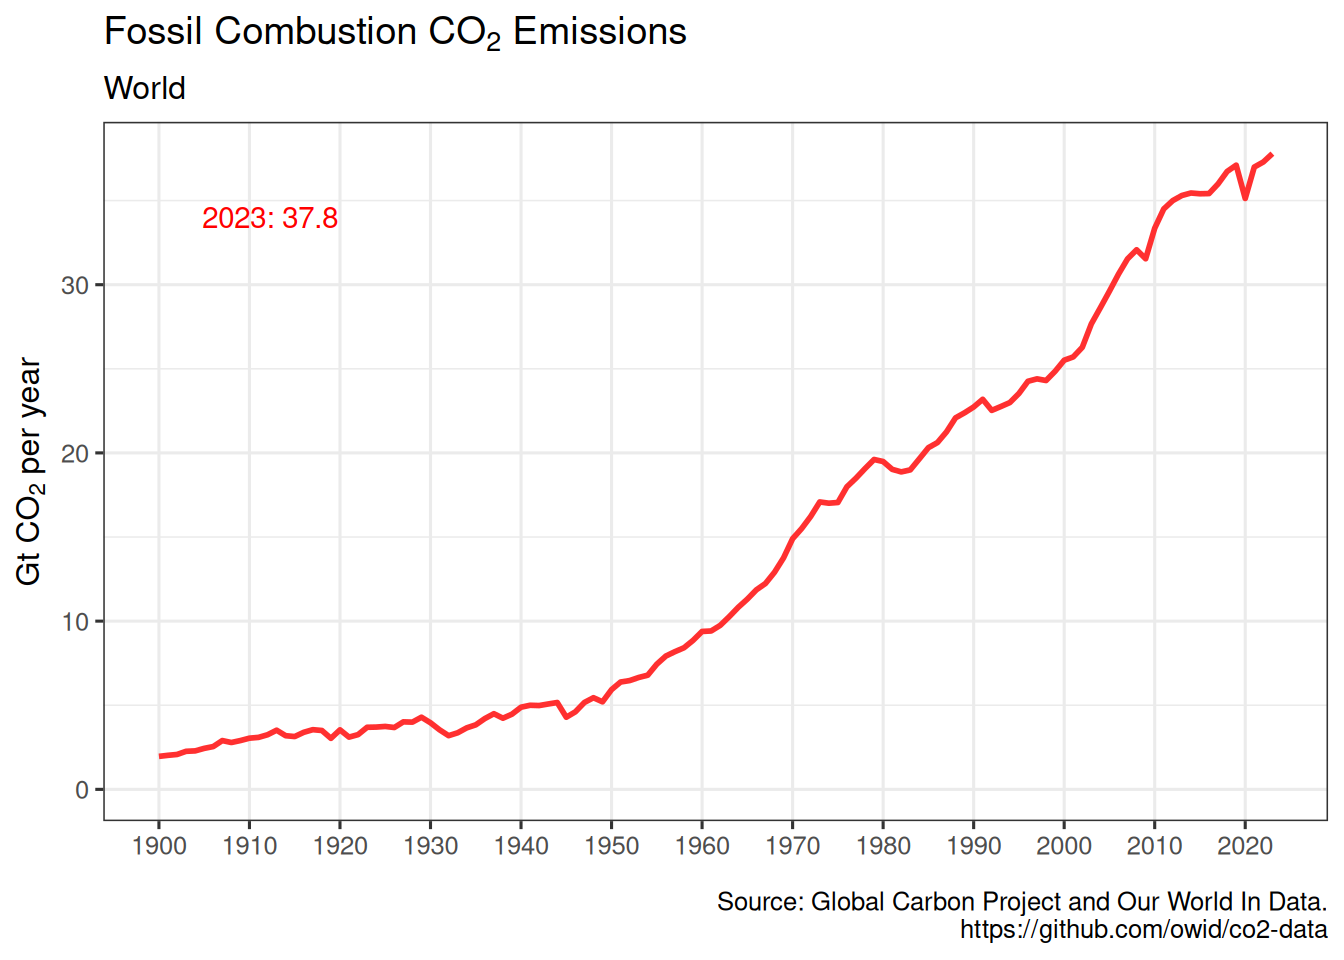 Fossil Combustion CO₂ Emissions
World
2023: 37.8
Gt CO₂ per year
30
20
10
0
1900 1910 1920 1930 1940 1950 1960 1970 1980 1990 2000 2010 2020
Source: Global Carbon Project and Our World In Data.
https://github.com/owid/co2-data